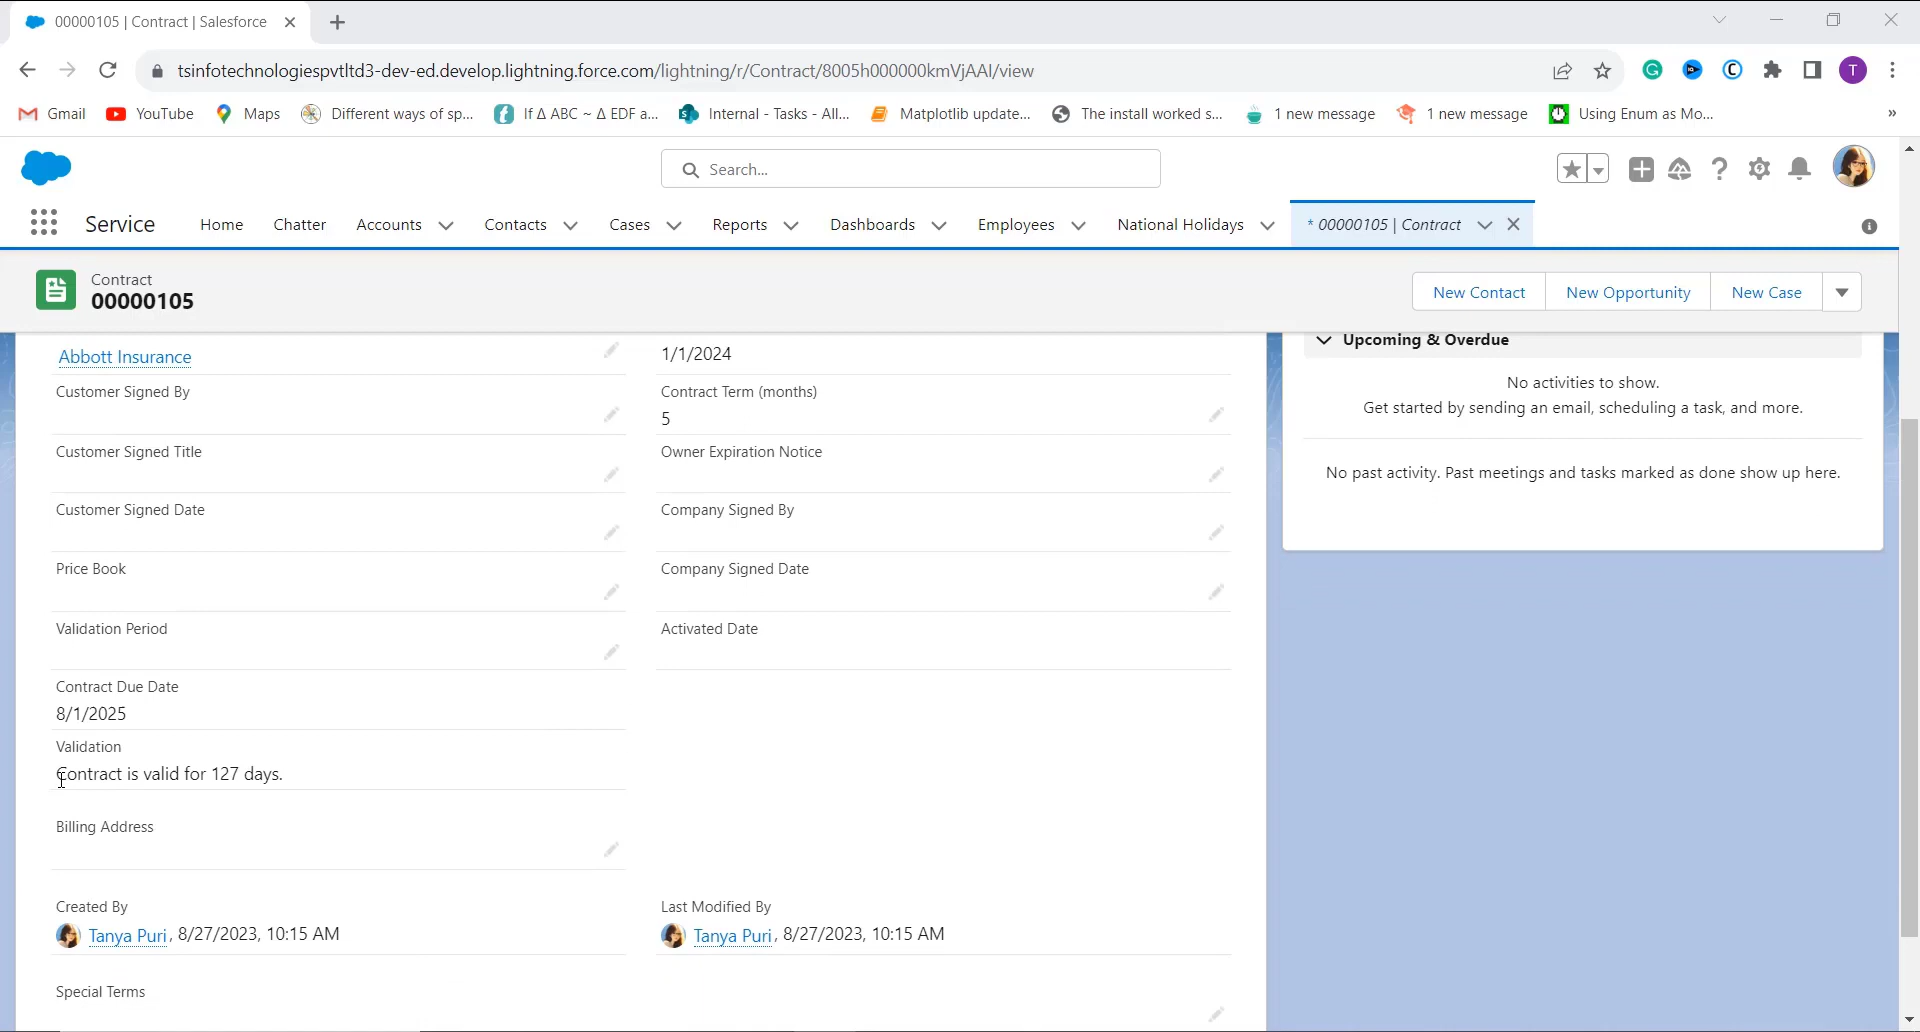 00000105 | Contract | Salesforce
tsinfotechnologiespvtltd3-dev-ed.develop.lightning.force.com/lightning/r/Contract/8005h000000kmVjAAI/view
T
Gmail YouTube Maps Different ways of sp... If Δ ABC ~ Δ EDF a... Internal - Tasks - All... Matplotlib update... The install worked s... 1 new message 1 new message Using Enum as Mo... »
Search...
Service Home Chatter Accounts Contacts Cases Reports Dashboards Employees National Holidays * 00000105 | Contract
Contract
00000105
New Contact New Opportunity New Case
Abbott Insurance
1/1/2024
Customer Signed By
Contract Term (months)
5
Customer Signed Title
Owner Expiration Notice
Customer Signed Date
Company Signed By
Price Book
Company Signed Date
Validation Period
Activated Date
Contract Due Date
8/1/2025
Validation
Contract is valid for 127 days.
Billing Address
Created By
Tanya Puri, 8/27/2023, 10:15 AM
Last Modified By
Tanya Puri, 8/27/2023, 10:15 AM
Special Terms
Upcoming & Overdue
No activities to show.
Get started by sending an email, scheduling a task, and more.
No past activity. Past meetings and tasks marked as done show up here.